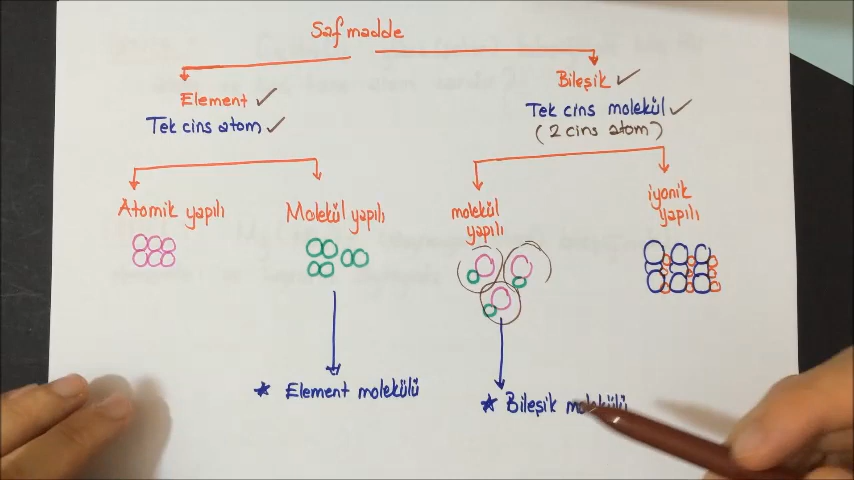 Saf madde
Element ✓
Tek cins atom ✓
Bileşik ✓
Tek cins molekül ✓
(2 cins atom)
Atomik yapılı
Molekül yapılı
molekül
yapılı
iyonik
yapılı
* Element molekülü
* Bileşik molekülü